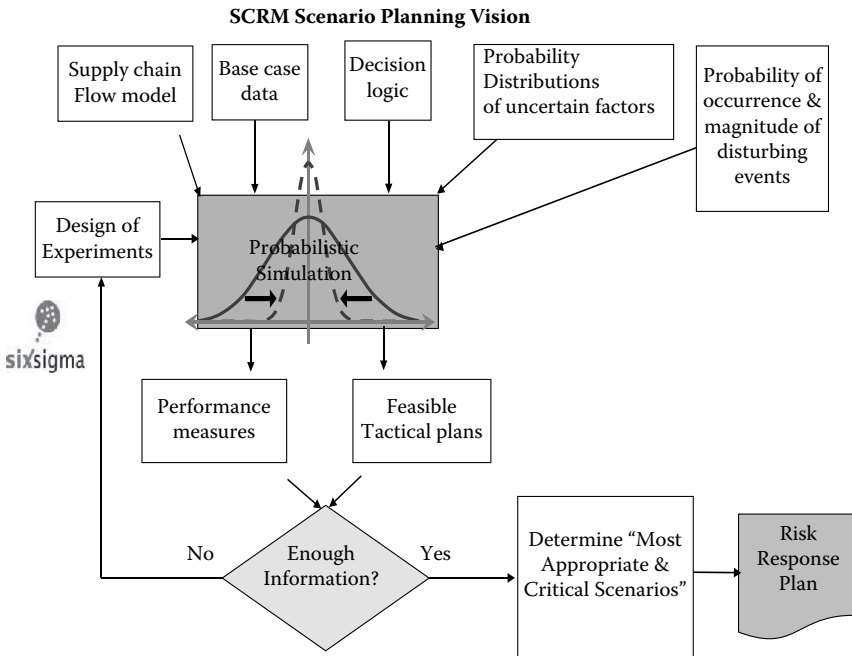 SCRM Scenario Planning Vision
Supply chain
Flow model
Base case
data
Decision
logic
Probability
Distributions
of uncertain factors
Probability of
occurrence &
magnitude of
disturbing
events
Design of
Experiments
Probabilistic
Simulation
sixsigma
Performance
measures
Feasible
Tactical plans
No
Enough
Information?
Yes
Determine “Most
Appropriate &
Critical Scenarios”
Risk
Response
Plan